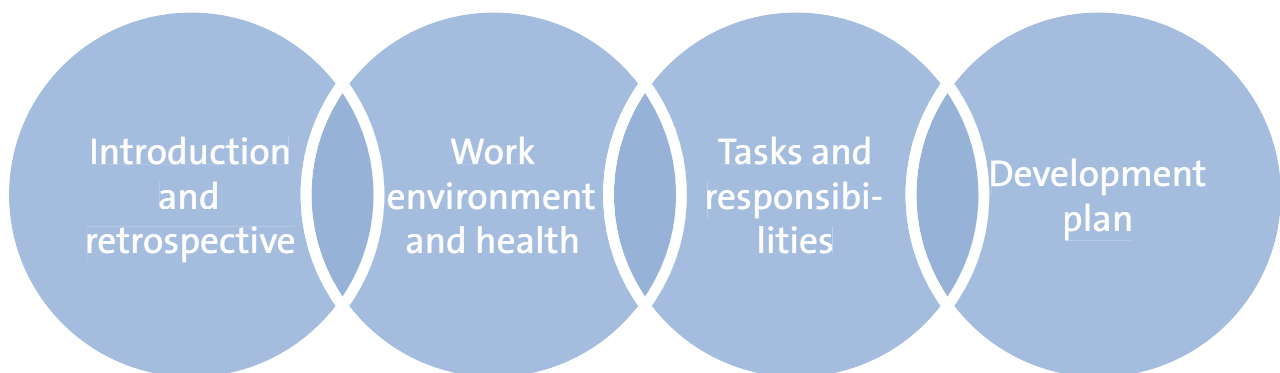 Introduction
and
retrospective
Work
environment
and health
Tasks and
responsibi-
lities
Development
plan